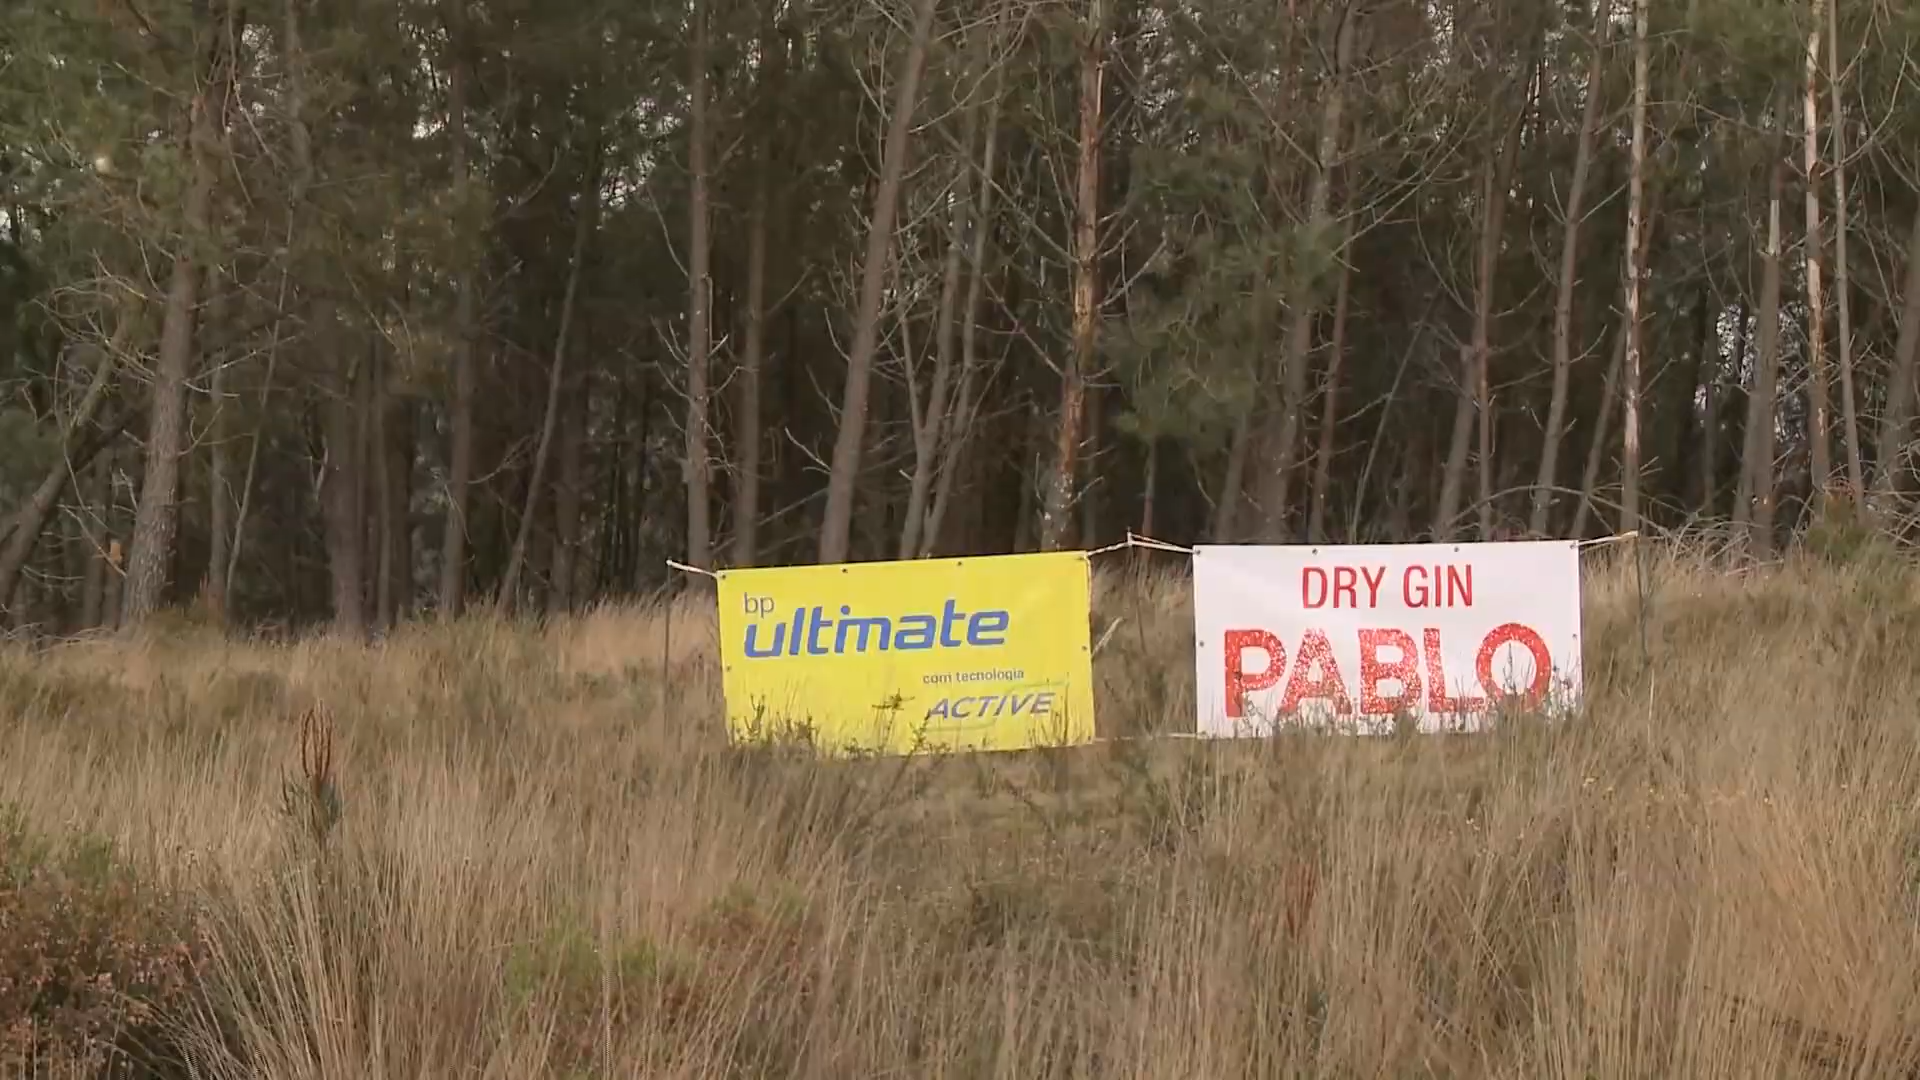 bp
ultimate
com tecnologia
ACTIVE
DRY GIN
PABLO